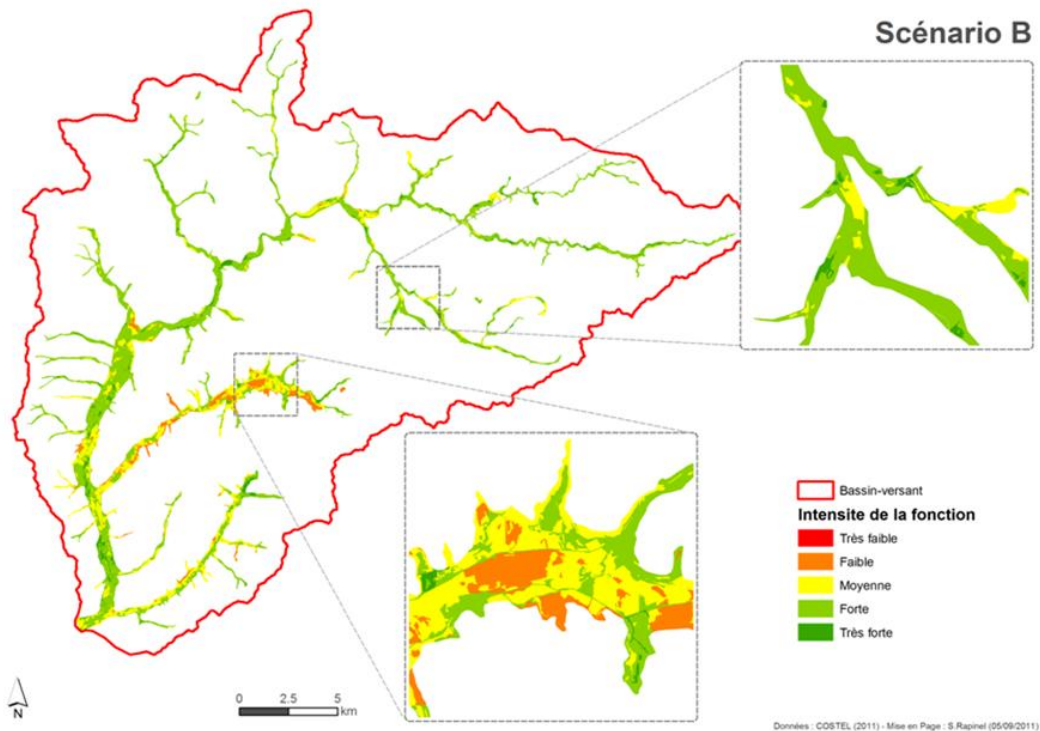 Scénario B
Bassin-versant
Intensite de la fonction
Très faible
Faible
Moyenne
Forte
Très forte
N
0 2.5 5
km
Données : COSTEL (2011) - Mise en Page : S.Rapinel (05/09/2011)